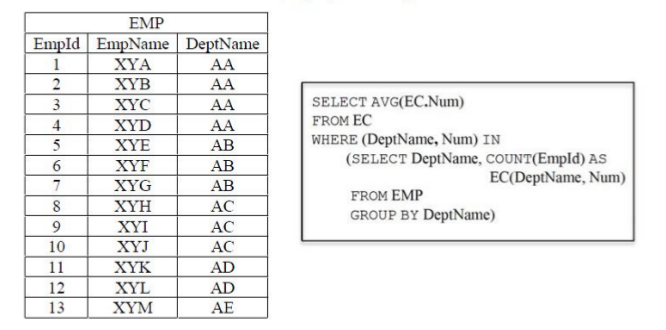 EMP
EmpId EmpName DeptName
1 XYA AA
2 XYB AA
3 XYC AA
4 XYD AA
5 XYE AB
6 XYF AB
7 XYG AB
8 XYH AC
9 XYI AC
10 XYJ AC
11 XYK AD
12 XYL AD
13 XYM AE
SELECT AVG(EC.Num)
FROM EC
WHERE (DeptName, Num) IN
(SELECT DeptName, COUNT(EmpId) AS
EC(DeptName, Num)
FROM EMP
GROUP BY DeptName)